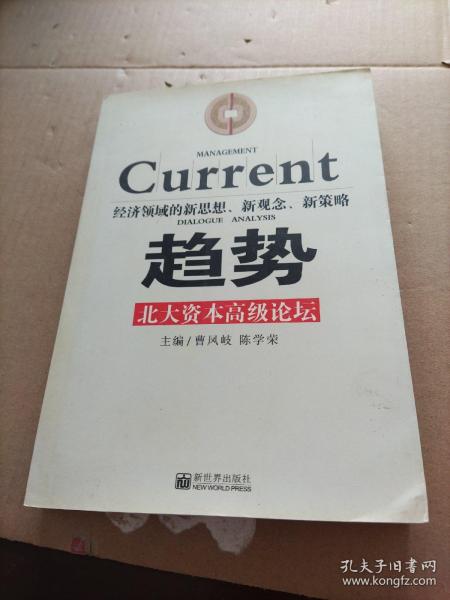 MANAGEMENT
Current
经济领域的新思想、新观念、新策略
DIALOGUE ANALYSIS
趋势
北大资本高级论坛
主编/曹凤岐 陈学荣
新世界出版社
NEW WORLD PRESS
孔夫子旧书网
www.kongfz.com